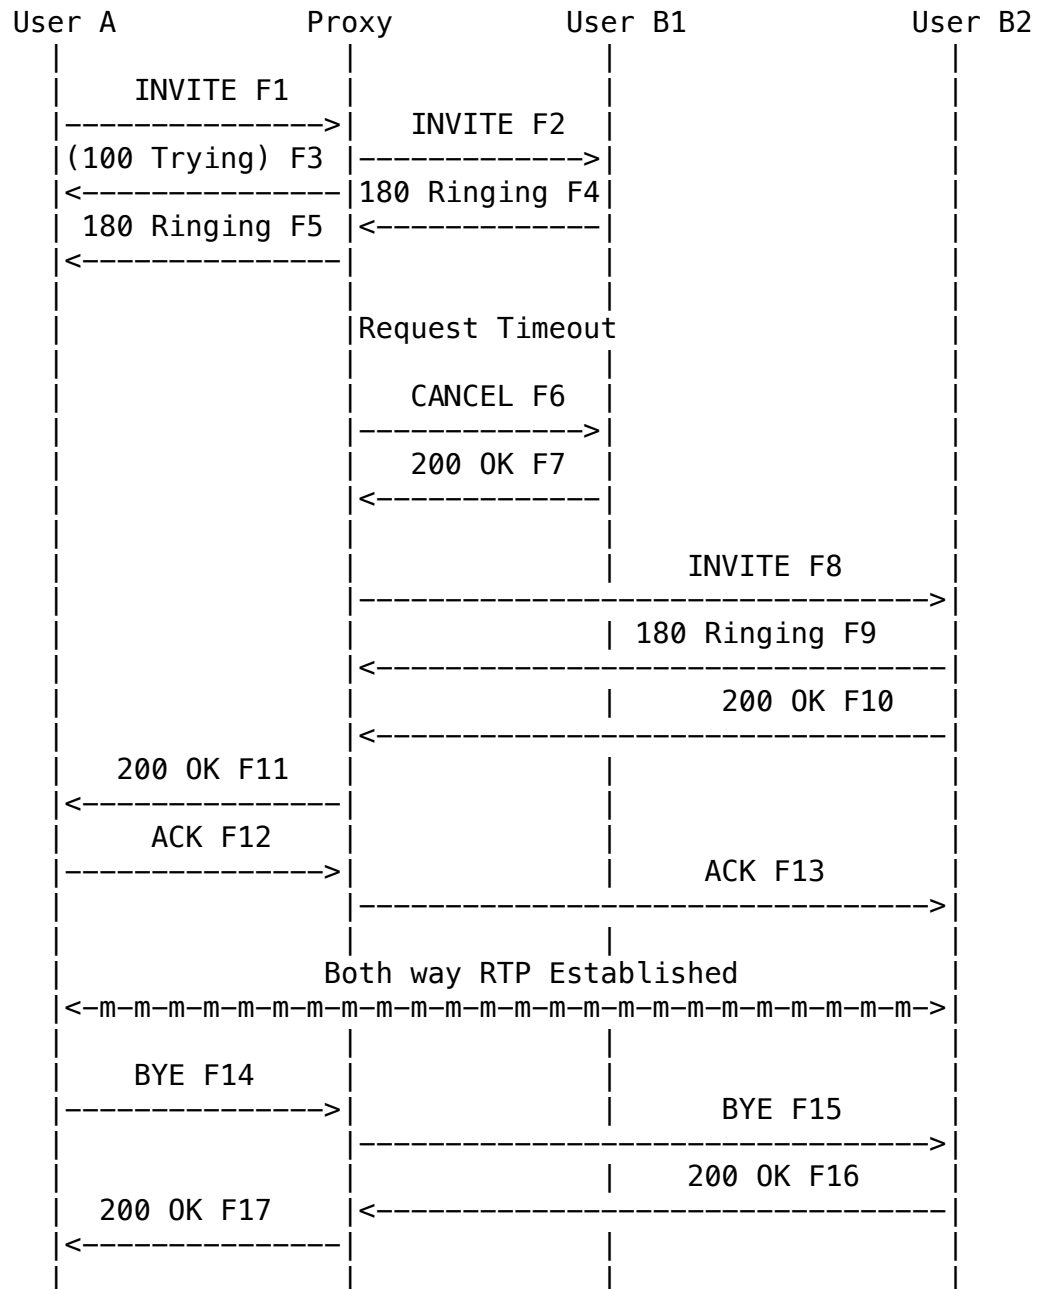 User A Proxy User B1 User B2
INVITE F1
INVITE F2
(100 Trying) F3
180 Ringing F4
180 Ringing F5
Request Timeout
CANCEL F6
200 OK F7
INVITE F8
180 Ringing F9
200 OK F10
200 OK F11
ACK F12
ACK F13
Both way RTP Established
<-m-m-m-m-m-m-m-m-m-m-m-m-m-m-m-m-m-m-m-m-m-m-m-m->
BYE F14
BYE F15
200 OK F16
200 OK F17